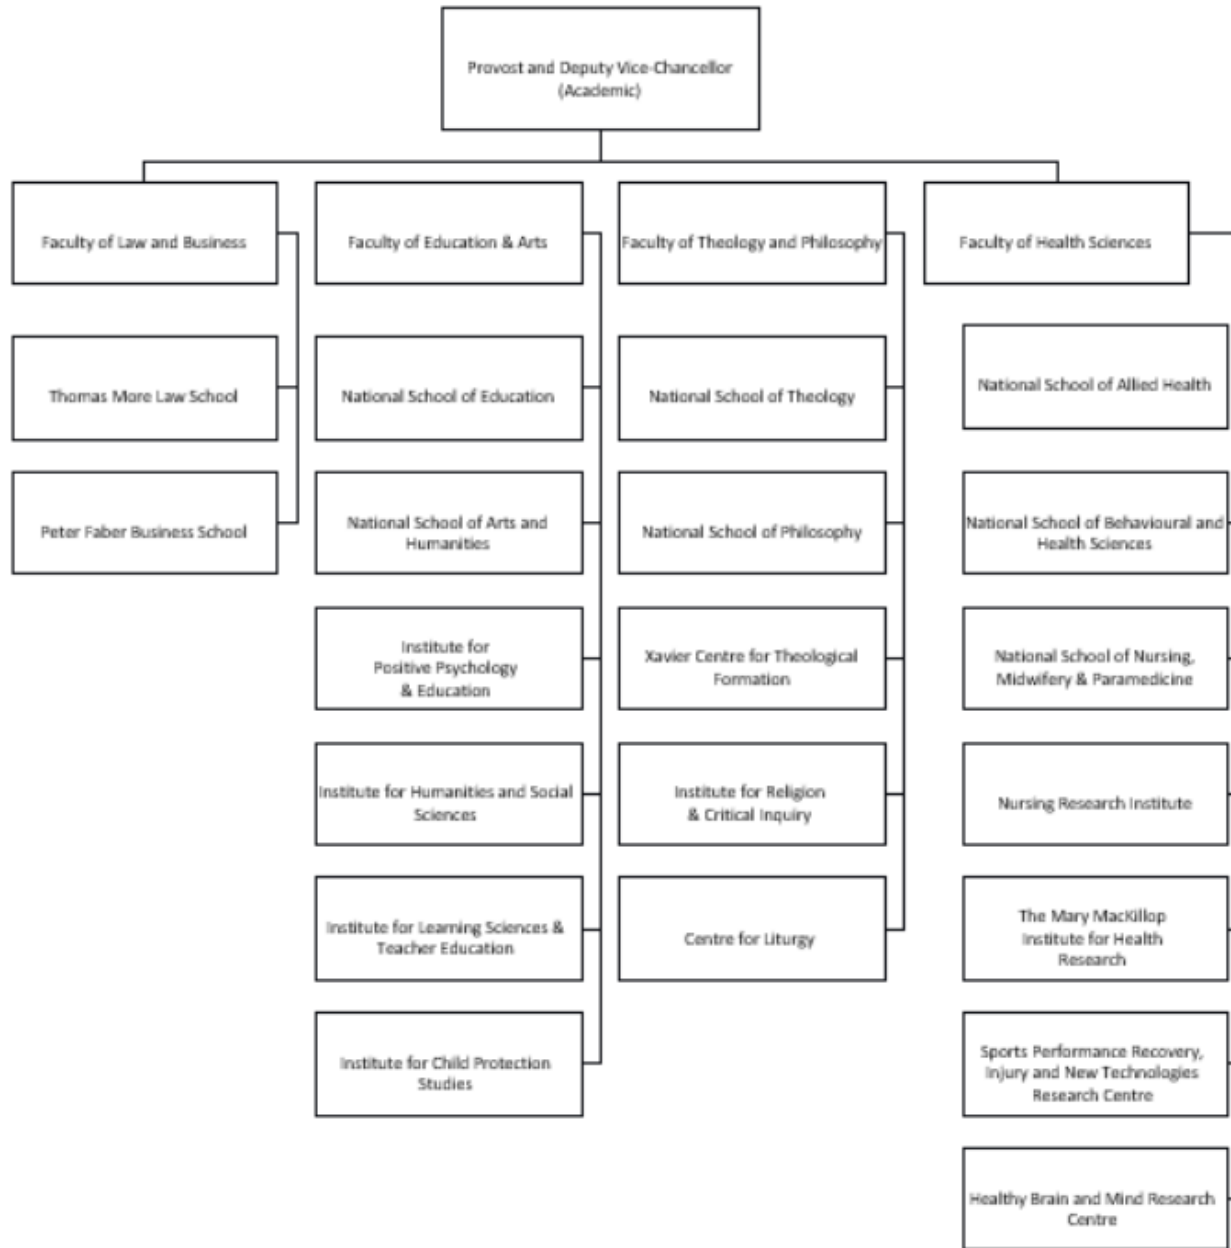 Provost and Deputy Vice-Chancellor
(Academic)
Faculty of Law and Business
Thomas More Law School
Peter Faber Business School
Faculty of Education & Arts
National School of Education
National School of Arts and
Humanities
Institute for
Positive Psychology
& Education
Institute for Humanities and Social
Sciences
Institute for Learning Sciences &
Teacher Education
Institute for Child Protection
Studies
Faculty of Theology and Philosophy
National School of Theology
National School of Philosophy
Xavier Centre for Theological
Formation
Institute for Religion
& Critical Inquiry
Centre for Liturgy
Faculty of Health Sciences
National School of Allied Health
National School of Behavioural and
Health Sciences
National School of Nursing,
Midwifery & Paramedicine
Nursing Research Institute
The Mary MacKillop
Institute for Health
Research
Sports Performance Recovery,
Injury and New Technologies
Research Centre
Healthy Brain and Mind Research
Centre